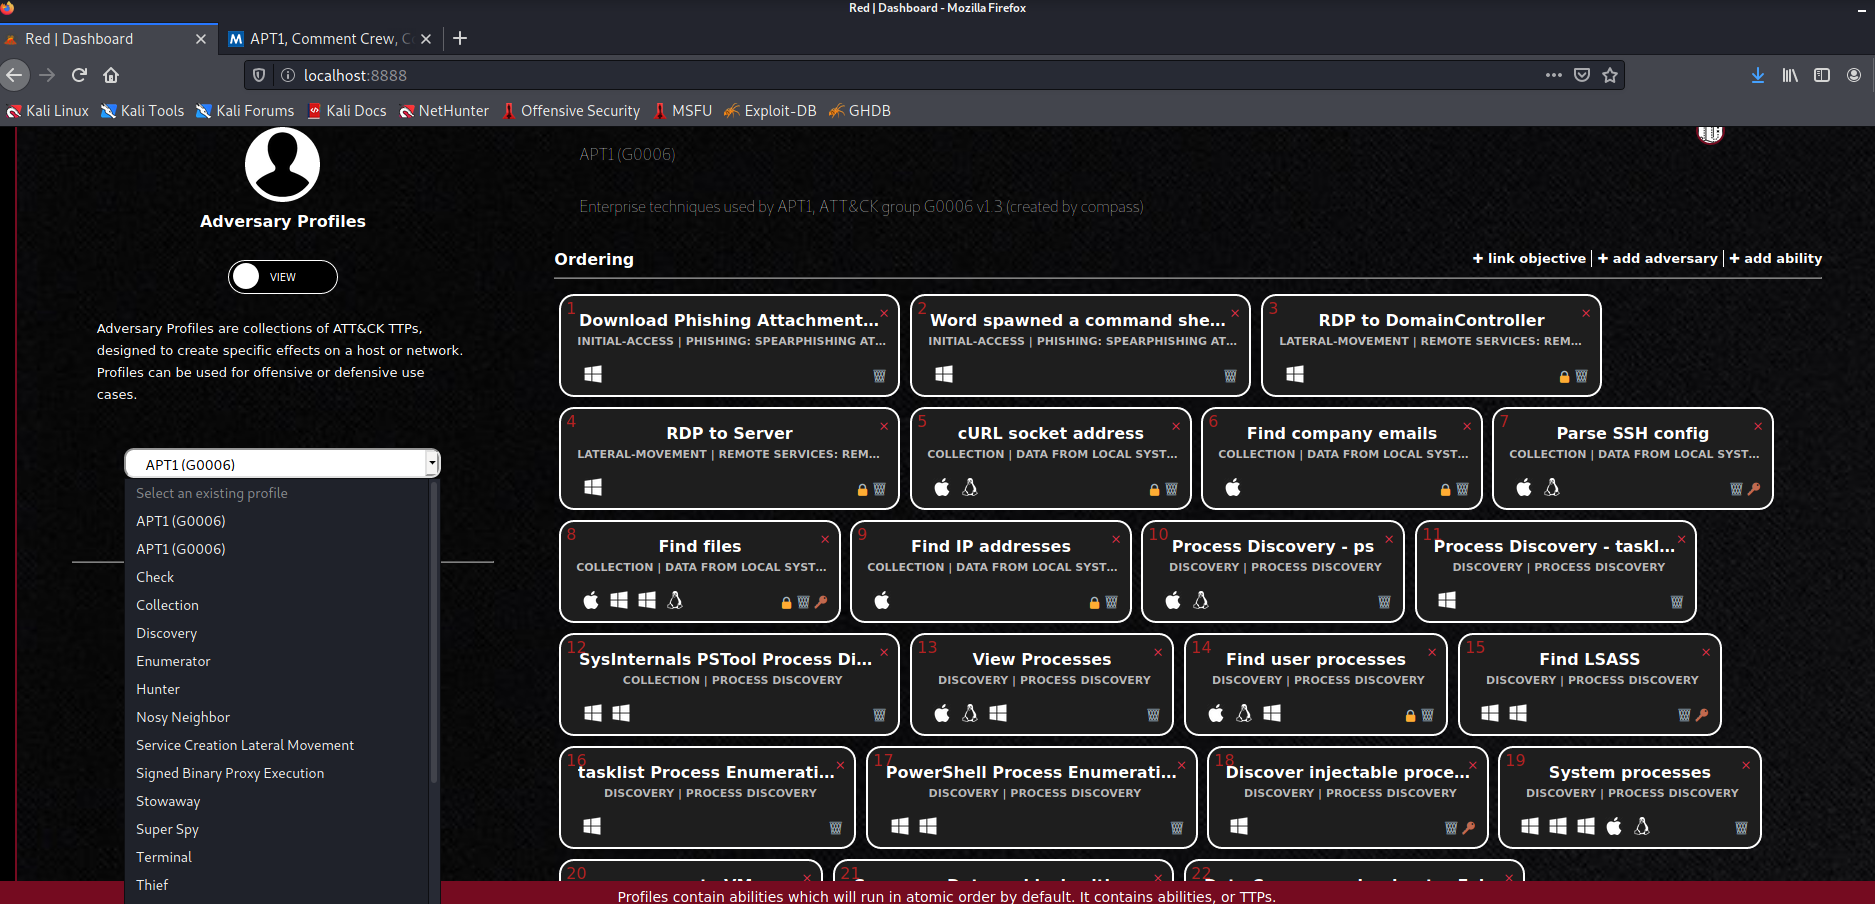 Red | Dashboard - Mozilla Firefox
Red | Dashboard
APT1, Comment Crew, C
localhost:8888
Kali Linux
Kali Tools
Kali Forums
Kali Docs
NetHunter
Offensive Security
MSFU
Exploit-DB
GHDB
Adversary Profiles
VIEW
Adversary Profiles are collections of ATT&CK TTPs,
designed to create specific effects on a host or network.
Profiles can be used for offensive or defensive use
cases.
APT1 (G0006)
Select an existing profile
APT1 (G0006)
APT1 (G0006)
Check
Collection
Discovery
Enumerator
Hunter
Nosy Neighbor
Service Creation Lateral Movement
Signed Binary Proxy Execution
Stowaway
Super Spy
Terminal
Thief
APT1 (G0006)
Enterprise techniques used by APT1, ATT&CK group G0006 v1.3 (created by compass)
Ordering
+ link objective | + add adversary | + add ability
1
Download Phishing Attachment...
INITIAL-ACCESS | PHISHING: SPEARPHISHING AT...
2
Word spawned a command she...
INITIAL-ACCESS | PHISHING: SPEARPHISHING AT...
3
RDP to DomainController
LATERAL-MOVEMENT | REMOTE SERVICES: REM...
4
RDP to Server
LATERAL-MOVEMENT | REMOTE SERVICES: REM...
5
cURL socket address
COLLECTION | DATA FROM LOCAL SYST...
6
Find company emails
COLLECTION | DATA FROM LOCAL SYST...
7
Parse SSH config
COLLECTION | DATA FROM LOCAL SYST...
8
Find files
COLLECTION | DATA FROM LOCAL SYST...
9
Find IP addresses
COLLECTION | DATA FROM LOCAL SYST...
10
Process Discovery - ps
DISCOVERY | PROCESS DISCOVERY
11
Process Discovery - taskl...
DISCOVERY | PROCESS DISCOVERY
12
SysInternals PSTool Process Di...
COLLECTION | PROCESS DISCOVERY
13
View Processes
DISCOVERY | PROCESS DISCOVERY
14
Find user processes
DISCOVERY | PROCESS DISCOVERY
15
Find LSASS
DISCOVERY | PROCESS DISCOVERY
16
tasklist Process Enumerati...
DISCOVERY | PROCESS DISCOVERY
17
PowerShell Process Enumerati...
DISCOVERY | PROCESS DISCOVERY
18
Discover injectable proce...
DISCOVERY | PROCESS DISCOVERY
19
System processes
DISCOVERY | PROCESS DISCOVERY
20
21
22
Profiles contain abilities which will run in atomic order by default. It contains abilities, or TTPs.